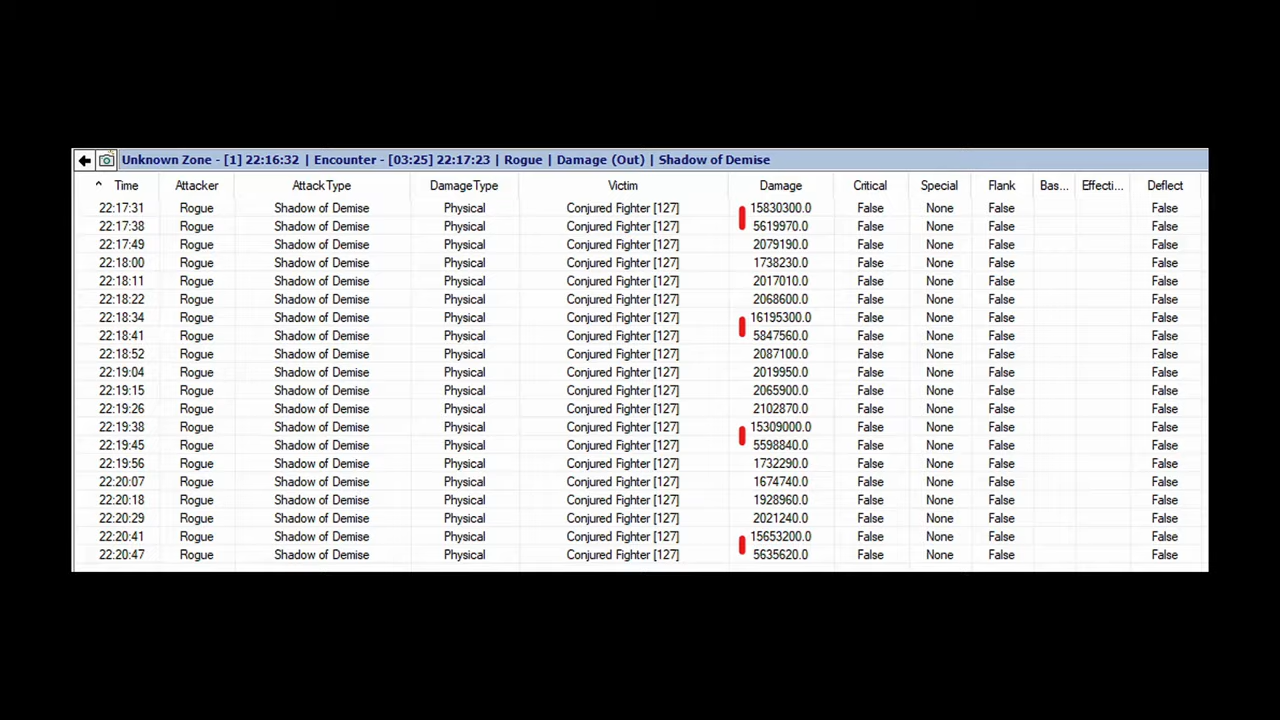 Unknown Zone - [1] 22:16:32 | Encounter - [03:25] 22:17:23 | Rogue | Damage (Out) | Shadow of Demise
Time Attacker Attack Type Damage Type Victim Damage Critical Special Flank Bas... Effecti... Deflect
22:17:31 Rogue Shadow of Demise Physical Conjured Fighter [127] 15830300.0 False None False False
22:17:38 Rogue Shadow of Demise Physical Conjured Fighter [127] 5619970.0 False None False False
22:17:49 Rogue Shadow of Demise Physical Conjured Fighter [127] 2079190.0 False None False False
22:18:00 Rogue Shadow of Demise Physical Conjured Fighter [127] 1738230.0 False None False False
22:18:11 Rogue Shadow of Demise Physical Conjured Fighter [127] 2017010.0 False None False False
22:18:22 Rogue Shadow of Demise Physical Conjured Fighter [127] 2068600.0 False None False False
22:18:34 Rogue Shadow of Demise Physical Conjured Fighter [127] 16195300.0 False None False False
22:18:41 Rogue Shadow of Demise Physical Conjured Fighter [127] 5847560.0 False None False False
22:18:52 Rogue Shadow of Demise Physical Conjured Fighter [127] 2087100.0 False None False False
22:19:04 Rogue Shadow of Demise Physical Conjured Fighter [127] 2019950.0 False None False False
22:19:15 Rogue Shadow of Demise Physical Conjured Fighter [127] 2065900.0 False None False False
22:19:26 Rogue Shadow of Demise Physical Conjured Fighter [127] 2102870.0 False None False False
22:19:38 Rogue Shadow of Demise Physical Conjured Fighter [127] 15309000.0 False None False False
22:19:45 Rogue Shadow of Demise Physical Conjured Fighter [127] 5598840.0 False None False False
22:19:56 Rogue Shadow of Demise Physical Conjured Fighter [127] 1732290.0 False None False False
22:20:07 Rogue Shadow of Demise Physical Conjured Fighter [127] 1674740.0 False None False False
22:20:18 Rogue Shadow of Demise Physical Conjured Fighter [127] 1928960.0 False None False False
22:20:29 Rogue Shadow of Demise Physical Conjured Fighter [127] 2021240.0 False None False False
22:20:41 Rogue Shadow of Demise Physical Conjured Fighter [127] 15653200.0 False None False False
22:20:47 Rogue Shadow of Demise Physical Conjured Fighter [127] 5635620.0 False None False False